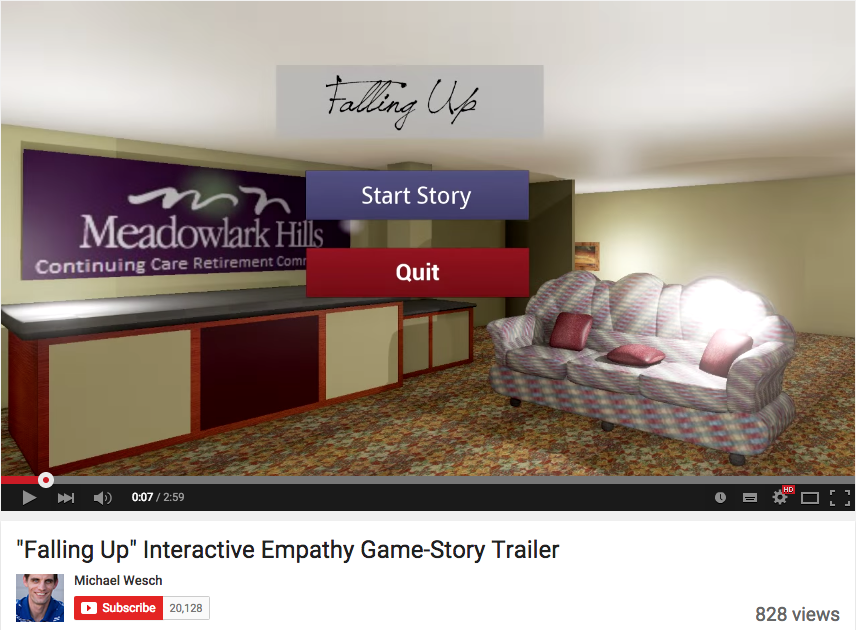 Falling Up
Start Story
Meadowlark Hills
Continuing Care Retirement Comm
Quit
0:07 / 2:59
HD
"Falling Up" Interactive Empathy Game-Story Trailer
Michael Wesch
Subscribe 20,128
828 views